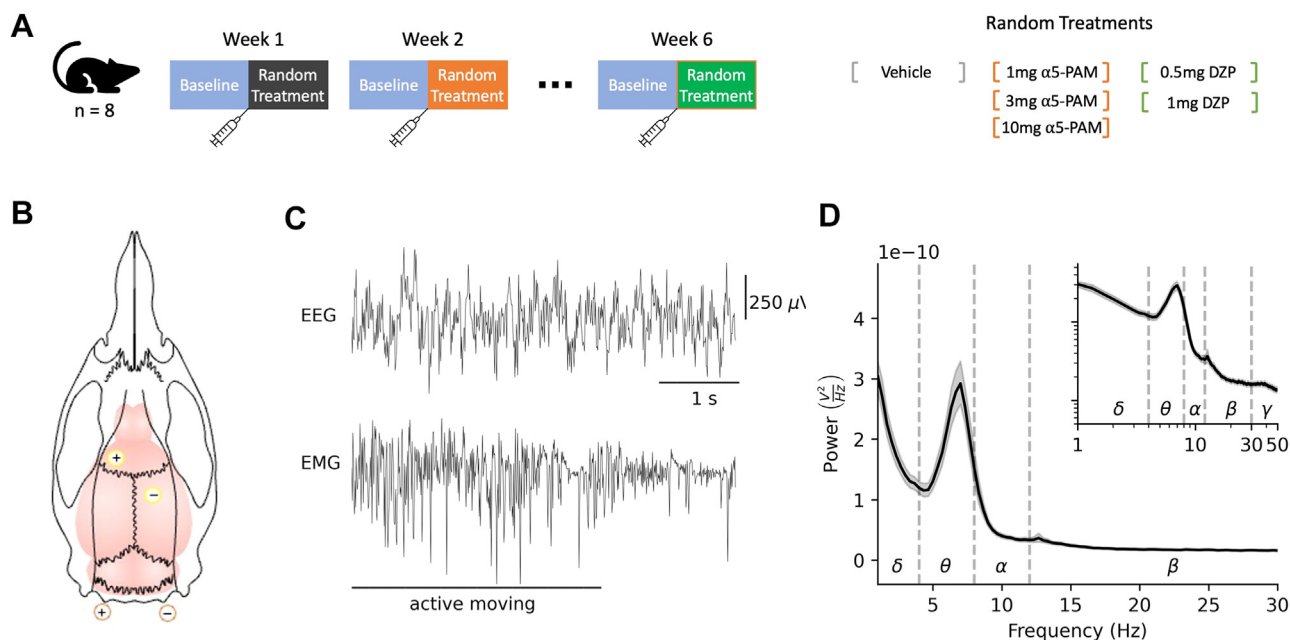 A
n = 8
Week 1
Baseline
Random
Treatment
Week 2
Baseline
Random
Treatment
...
Week 6
Baseline
Random
Treatment
Random Treatments
[ Vehicle ]
[ 1mg α5-PAM ]
[ 3mg α5-PAM ]
[ 10mg α5-PAM ]
[ 0.5mg DZP ]
[ 1mg DZP ]
B
+
−
+
−
C
EEG
250 μ\
1 s
EMG
active moving
D
1e−10
Power (V²/Hz)
4
3
2
1
0
δ
θ
α
β
5
10
15
20
25
30
Frequency (Hz)
δ
θ
α
β
γ
1
10
30
50